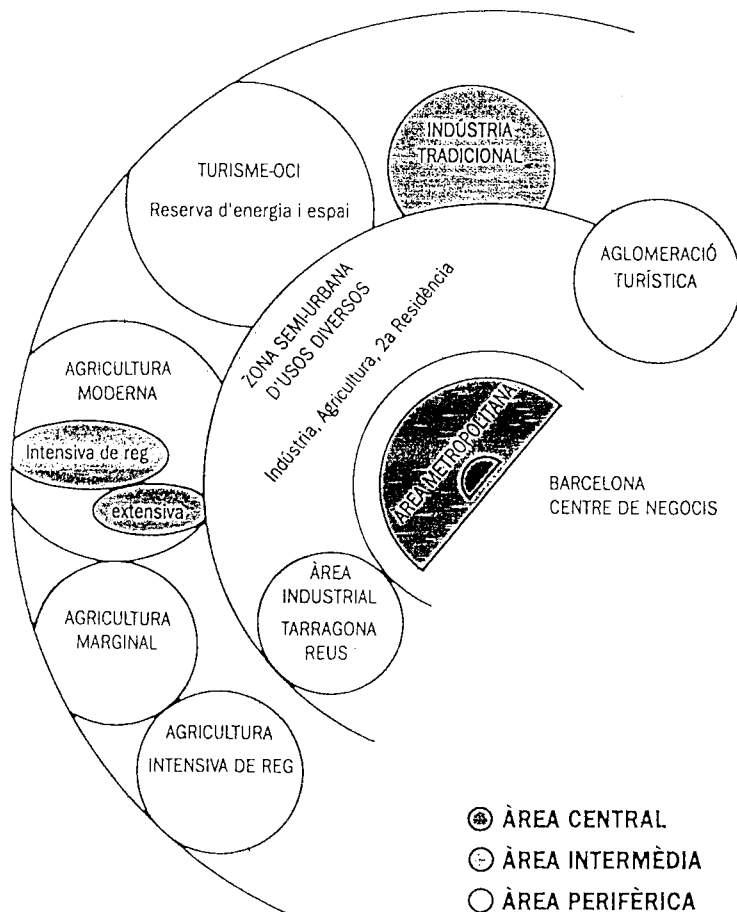 INDÚSTRIA
TRADICIONAL
TURISME-OCI
Reserva d'energia i espai
AGLOMERACIÓ
TURÍSTICA
ZONA SEMI-URBANA
D'USOS DIVERSOS
Indústria, Agricultura, 2a Residència
AGRICULTURA
MODERNA
Intensiva de reg
extensiva
ÀREA METROPOLITANA
BARCELONA
CENTRE DE NEGOCIS
ÀREA
INDUSTRIAL
TARRAGONA
REUS
AGRICULTURA
MARGINAL
AGRICULTURA
INTENSIVA DE REG
ÀREA CENTRAL
ÀREA INTERMÈDIA
ÀREA PERIFÈRICA